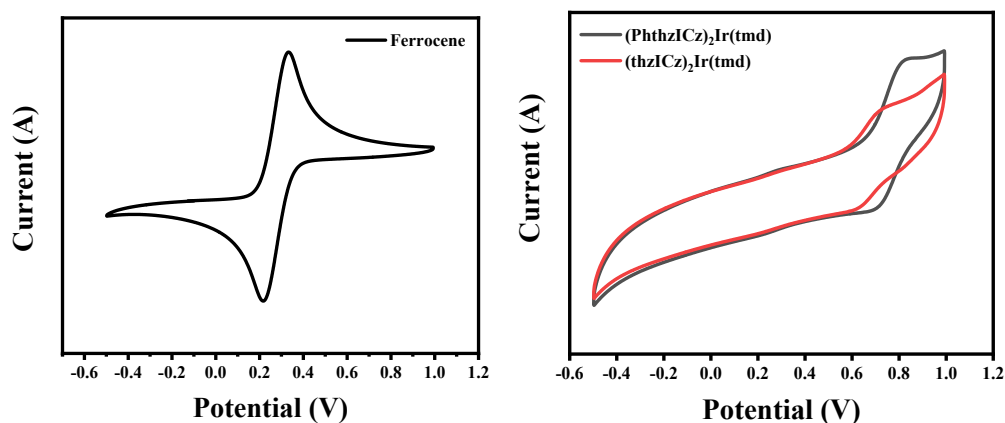 Ferrocene
Current (A)
-0.6 -0.4 -0.2 0.0 0.2 0.4 0.6 0.8 1.0 1.2
Potential (V)
(PhthzICz)2Ir(tmd)
(thzICz)2Ir(tmd)
Current (A)
-0.6 -0.4 -0.2 0.0 0.2 0.4 0.6 0.8 1.0 1.2
Potential (V)